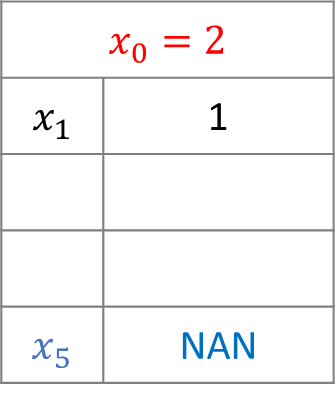 x₀ = 2
x₁ 1
x₅ NAN